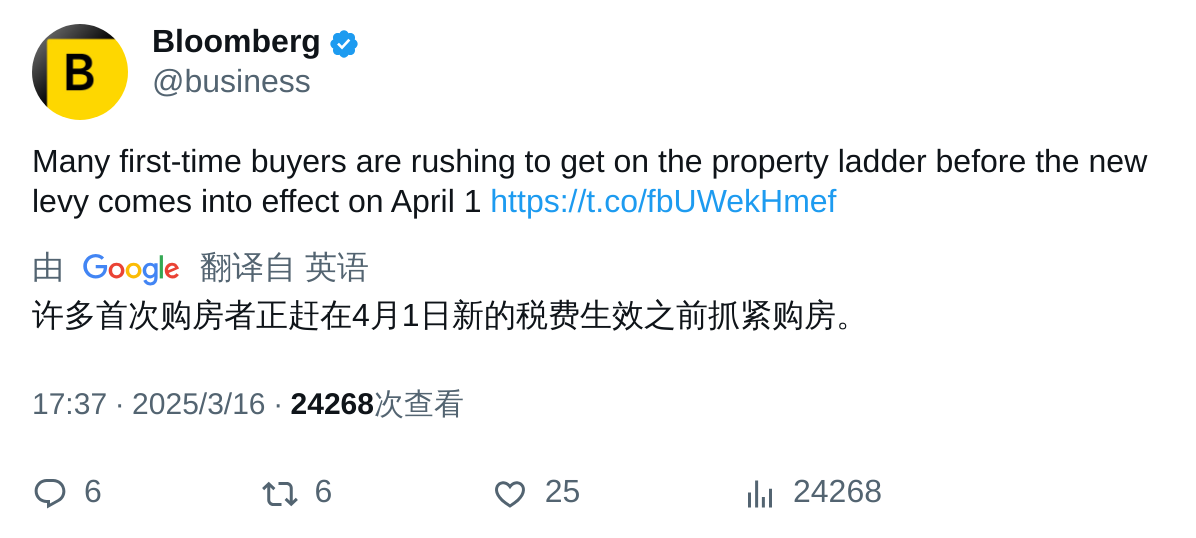 B
Bloomberg
@business
Many first-time buyers are rushing to get on the property ladder before the new
levy comes into effect on April 1 https://t.co/fbUWekHmef
由 Google 翻译自 英语
许多首次购房者正赶在4月1日新的税费生效之前抓紧购房。
17:37 · 2025/3/16 · 24268次查看
6 6 25 24268